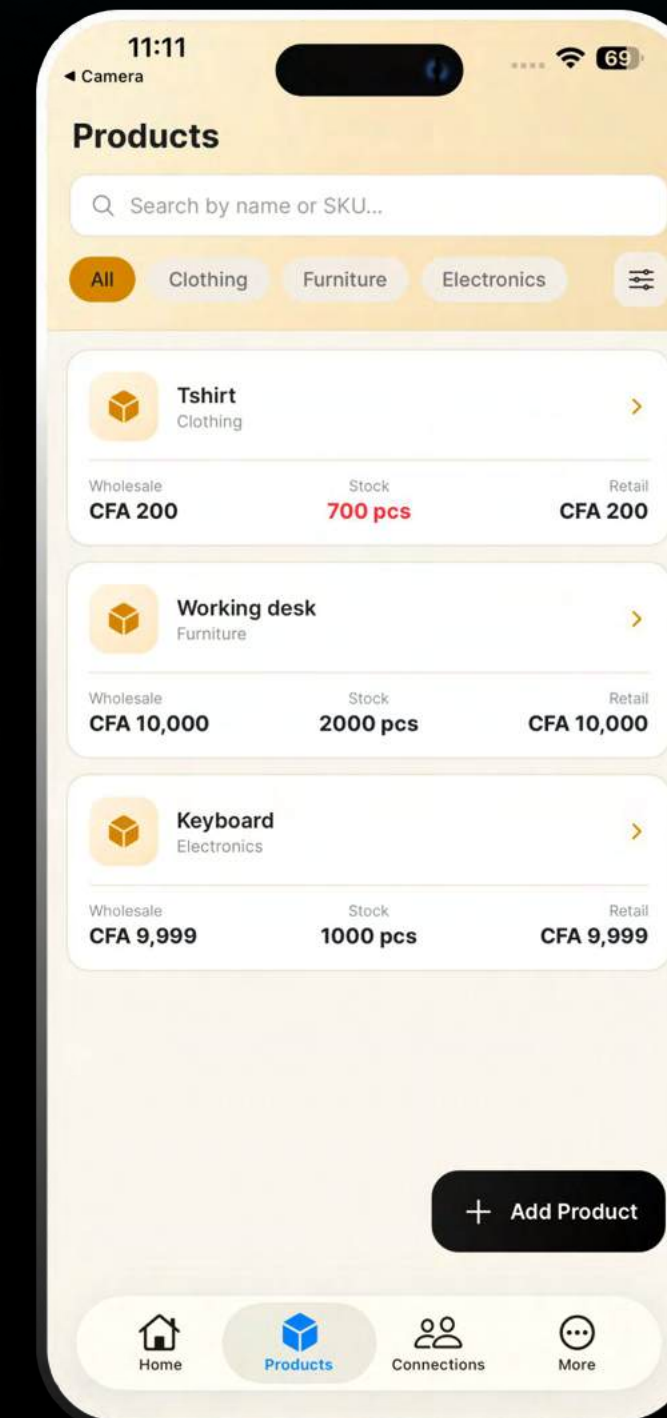 11:11
◀ Camera
69
Products
Search by name or SKU...
All Clothing Furniture Electronics
Tshirt
Clothing
Wholesale Stock Retail
CFA 200 700 pcs CFA 200
Working desk
Furniture
Wholesale Stock Retail
CFA 10,000 2000 pcs CFA 10,000
Keyboard
Electronics
Wholesale Stock Retail
CFA 9,999 1000 pcs CFA 9,999
+ Add Product
Home Products Connections More